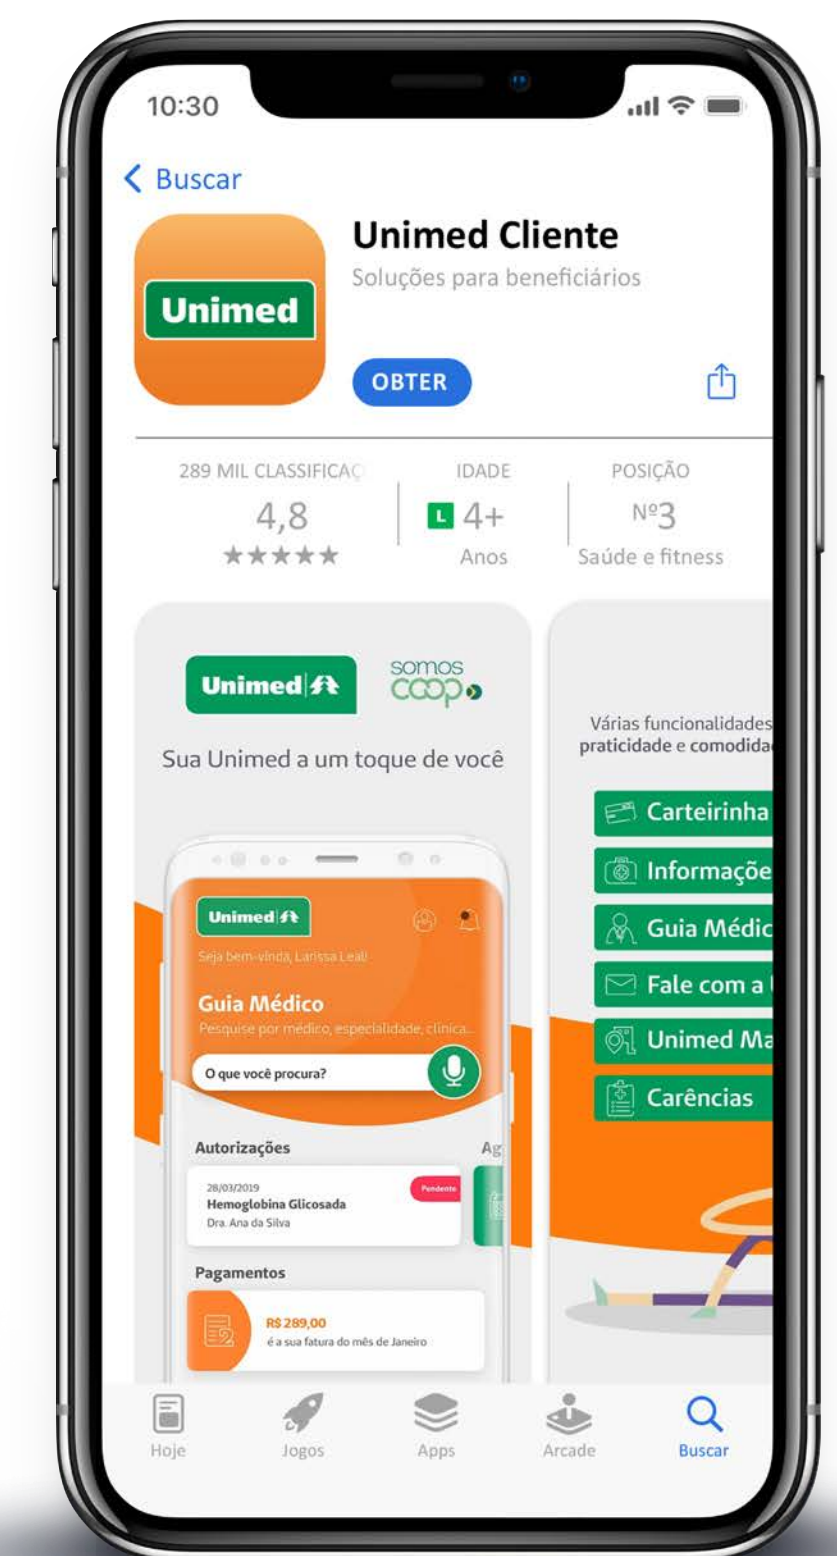 10:30
Buscar
Unimed
Unimed Cliente
Soluções para beneficiários
OBTER
289 MIL CLASSIFICAÇ
4,8
IDADE
L 4+
Anos
POSIÇÃO
Nº3
Saúde e fitness
Unimed
somos
coop
Sua Unimed a um toque de você
Unimed
Seja bem-vinda, Larissa Leal!
Guia Médico
Pesquise por médico, especialidade, clínica...
O que você procura?
Autorizações
Ag
28/03/2019
Hemoglobina Glicosada
Dra. Ana da Silva
Pendente
Pagamentos
R$ 289,00
é a sua fatura do mês de Janeiro
Várias funcionalidades
praticidade e comodida
Carteirinha
Informaçõe
Guia Médic
Fale com a
Unimed Ma
Carências
Hoje
Jogos
Apps
Arcade
Buscar